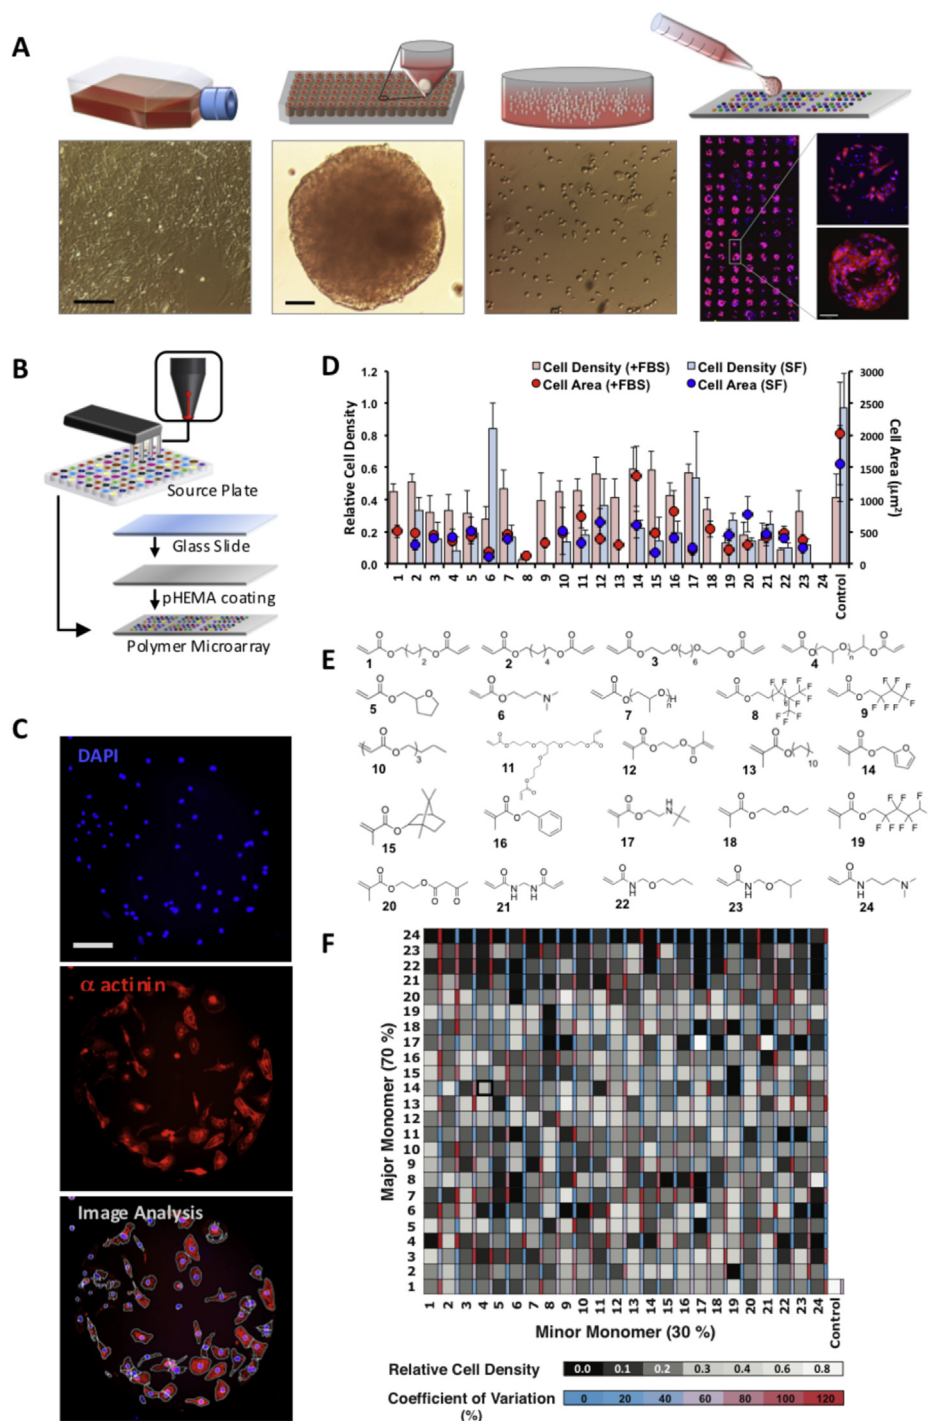 A
B
Source Plate
Glass Slide
pHEMA coating
Polymer Microarray
C
DAPI
α actinin
Image Analysis
D
Cell Density (+FBS)
Cell Density (SF)
Cell Area (+FBS)
Cell Area (SF)
Relative Cell Density
1.2
1.0
0.8
0.6
0.4
0.2
0.0
Cell Area (µm²)
3000
2500
2000
1500
1000
500
0
1 2 3 4 5 6 7 8 9 10 11 12 13 14 15 16 17 18 19 20 21 22 23 24 Control
E
1 2 3 4
5 6 7 8 9
10 11 12 13 14
15 16 17 18 19
20 21 22 23 24
F
Major Monomer (70 %)
24
23
22
21
20
19
18
17
16
15
14
13
12
11
10
9
8
7
6
5
4
3
2
1
1 2 3 4 5 6 7 8 9 10 11 12 13 14 15 16 17 18 19 20 21 22 23 24 Control
Minor Monomer (30 %)
Relative Cell Density 0.0 0.1 0.2 0.3 0.4 0.6 0.8
Coefficient of Variation 0 20 40 60 80 100 120
(%)